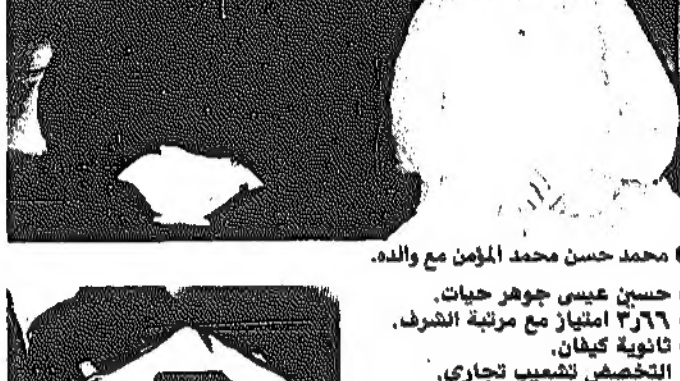 ● محمد حسن محمد المؤمن مع والده.
حسين عيسى جوهر حيات.
٣٫٦٦ امتياز مع مرتبة الشرف.
ثانوية كيفان.
التخصص تشعيب تجاري.